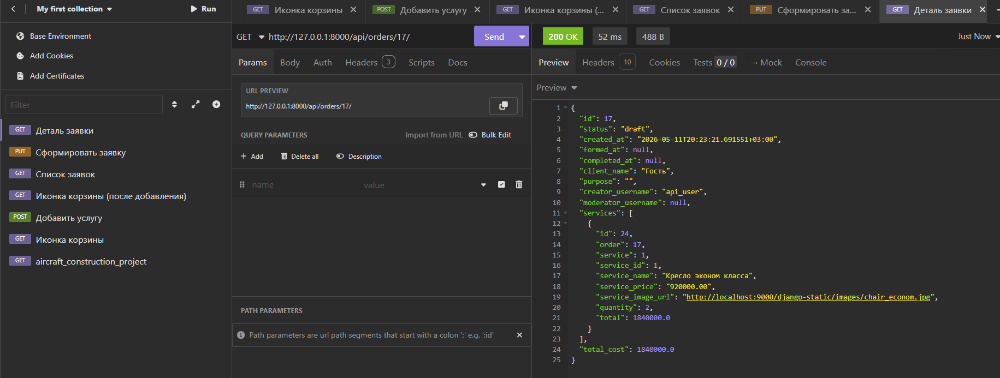 My first collection
Run
Base Environment
Add Cookies
Add Certificates
Filter
GET Деталь заявки
PUT Сформировать заявку
GET Список заявок
GET Иконка корзины (после добавления)
POST Добавить услугу
GET Иконка корзины
GET aircraft_construction_project
GET Иконка корзины
POST Добавить услугу
GET Иконка корзины (...
GET Список заявок
PUT Сформировать за...
GET Деталь заявки
GET http://127.0.0.1:8000/api/orders/17/
Send
Params Body Auth Headers 3 Scripts Docs
URL PREVIEW
http://127.0.0.1:8000/api/orders/17/
QUERY PARAMETERS Import from URL Bulk Edit
+ Add Delete all Description
name value
PATH PARAMETERS
Path parameters are url path segments that start with a colon ':' e.g. ':id'
200 OK 52 ms 488 B Just Now
Preview Headers 10 Cookies Tests 0 / 0 → Mock Console
Preview
1 {
2 "id": 17,
3 "status": "draft",
4 "created_at": "2026-05-11T20:23:21.691551+03:00",
5 "formed_at": null,
6 "completed_at": null,
7 "client_name": "Гость",
8 "purpose": "",
9 "creator_username": "api_user",
10 "moderator_username": null,
11 "services": [
12 {
13 "id": 24,
14 "order": 17,
15 "service": 1,
16 "service_id": 1,
17 "service_name": "Кресло эконом класса",
18 "service_price": "920000.00",
19 "service_image_url": "http://localhost:9000/django-static/images/chair_econom.jpg",
20 "quantity": 2,
21 "total": 1840000.0
22 }
23 ],
24 "total_cost": 1840000.0
25 }